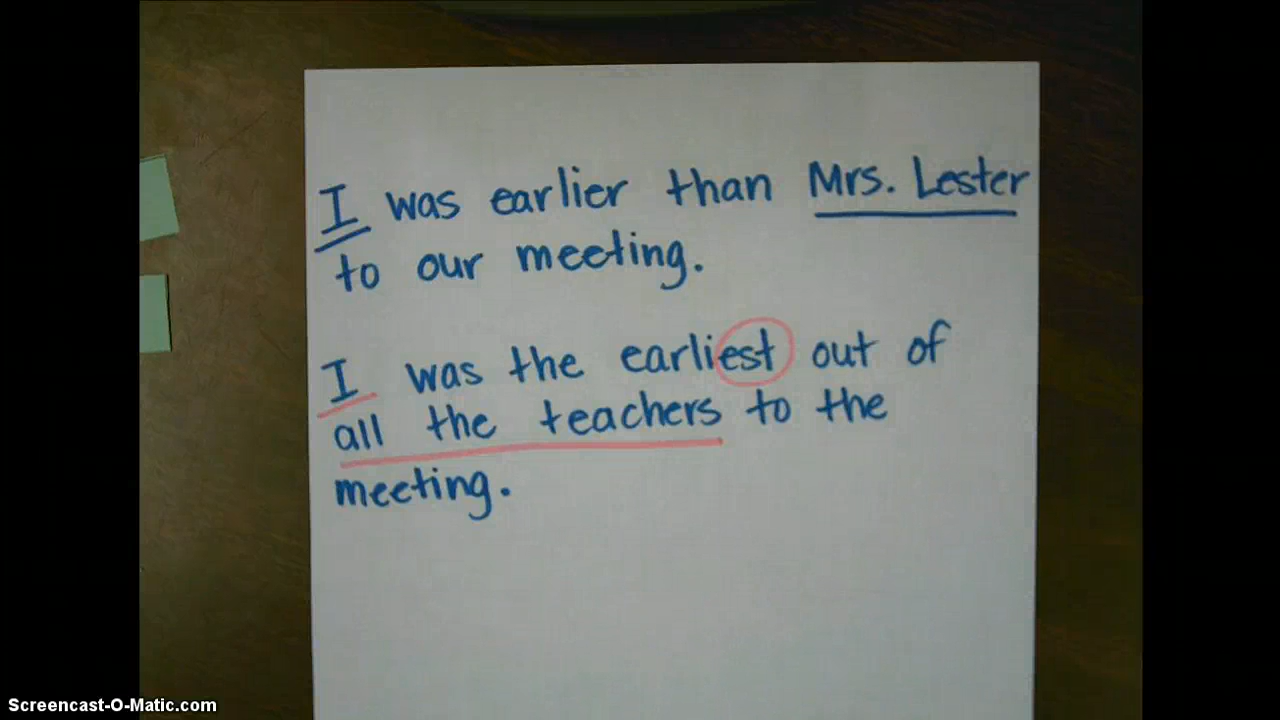 I was earlier than Mrs. Lester
to our meeting.
I was the earliest out of
all the teachers to the
meeting.
Screencast-O-Matic.com